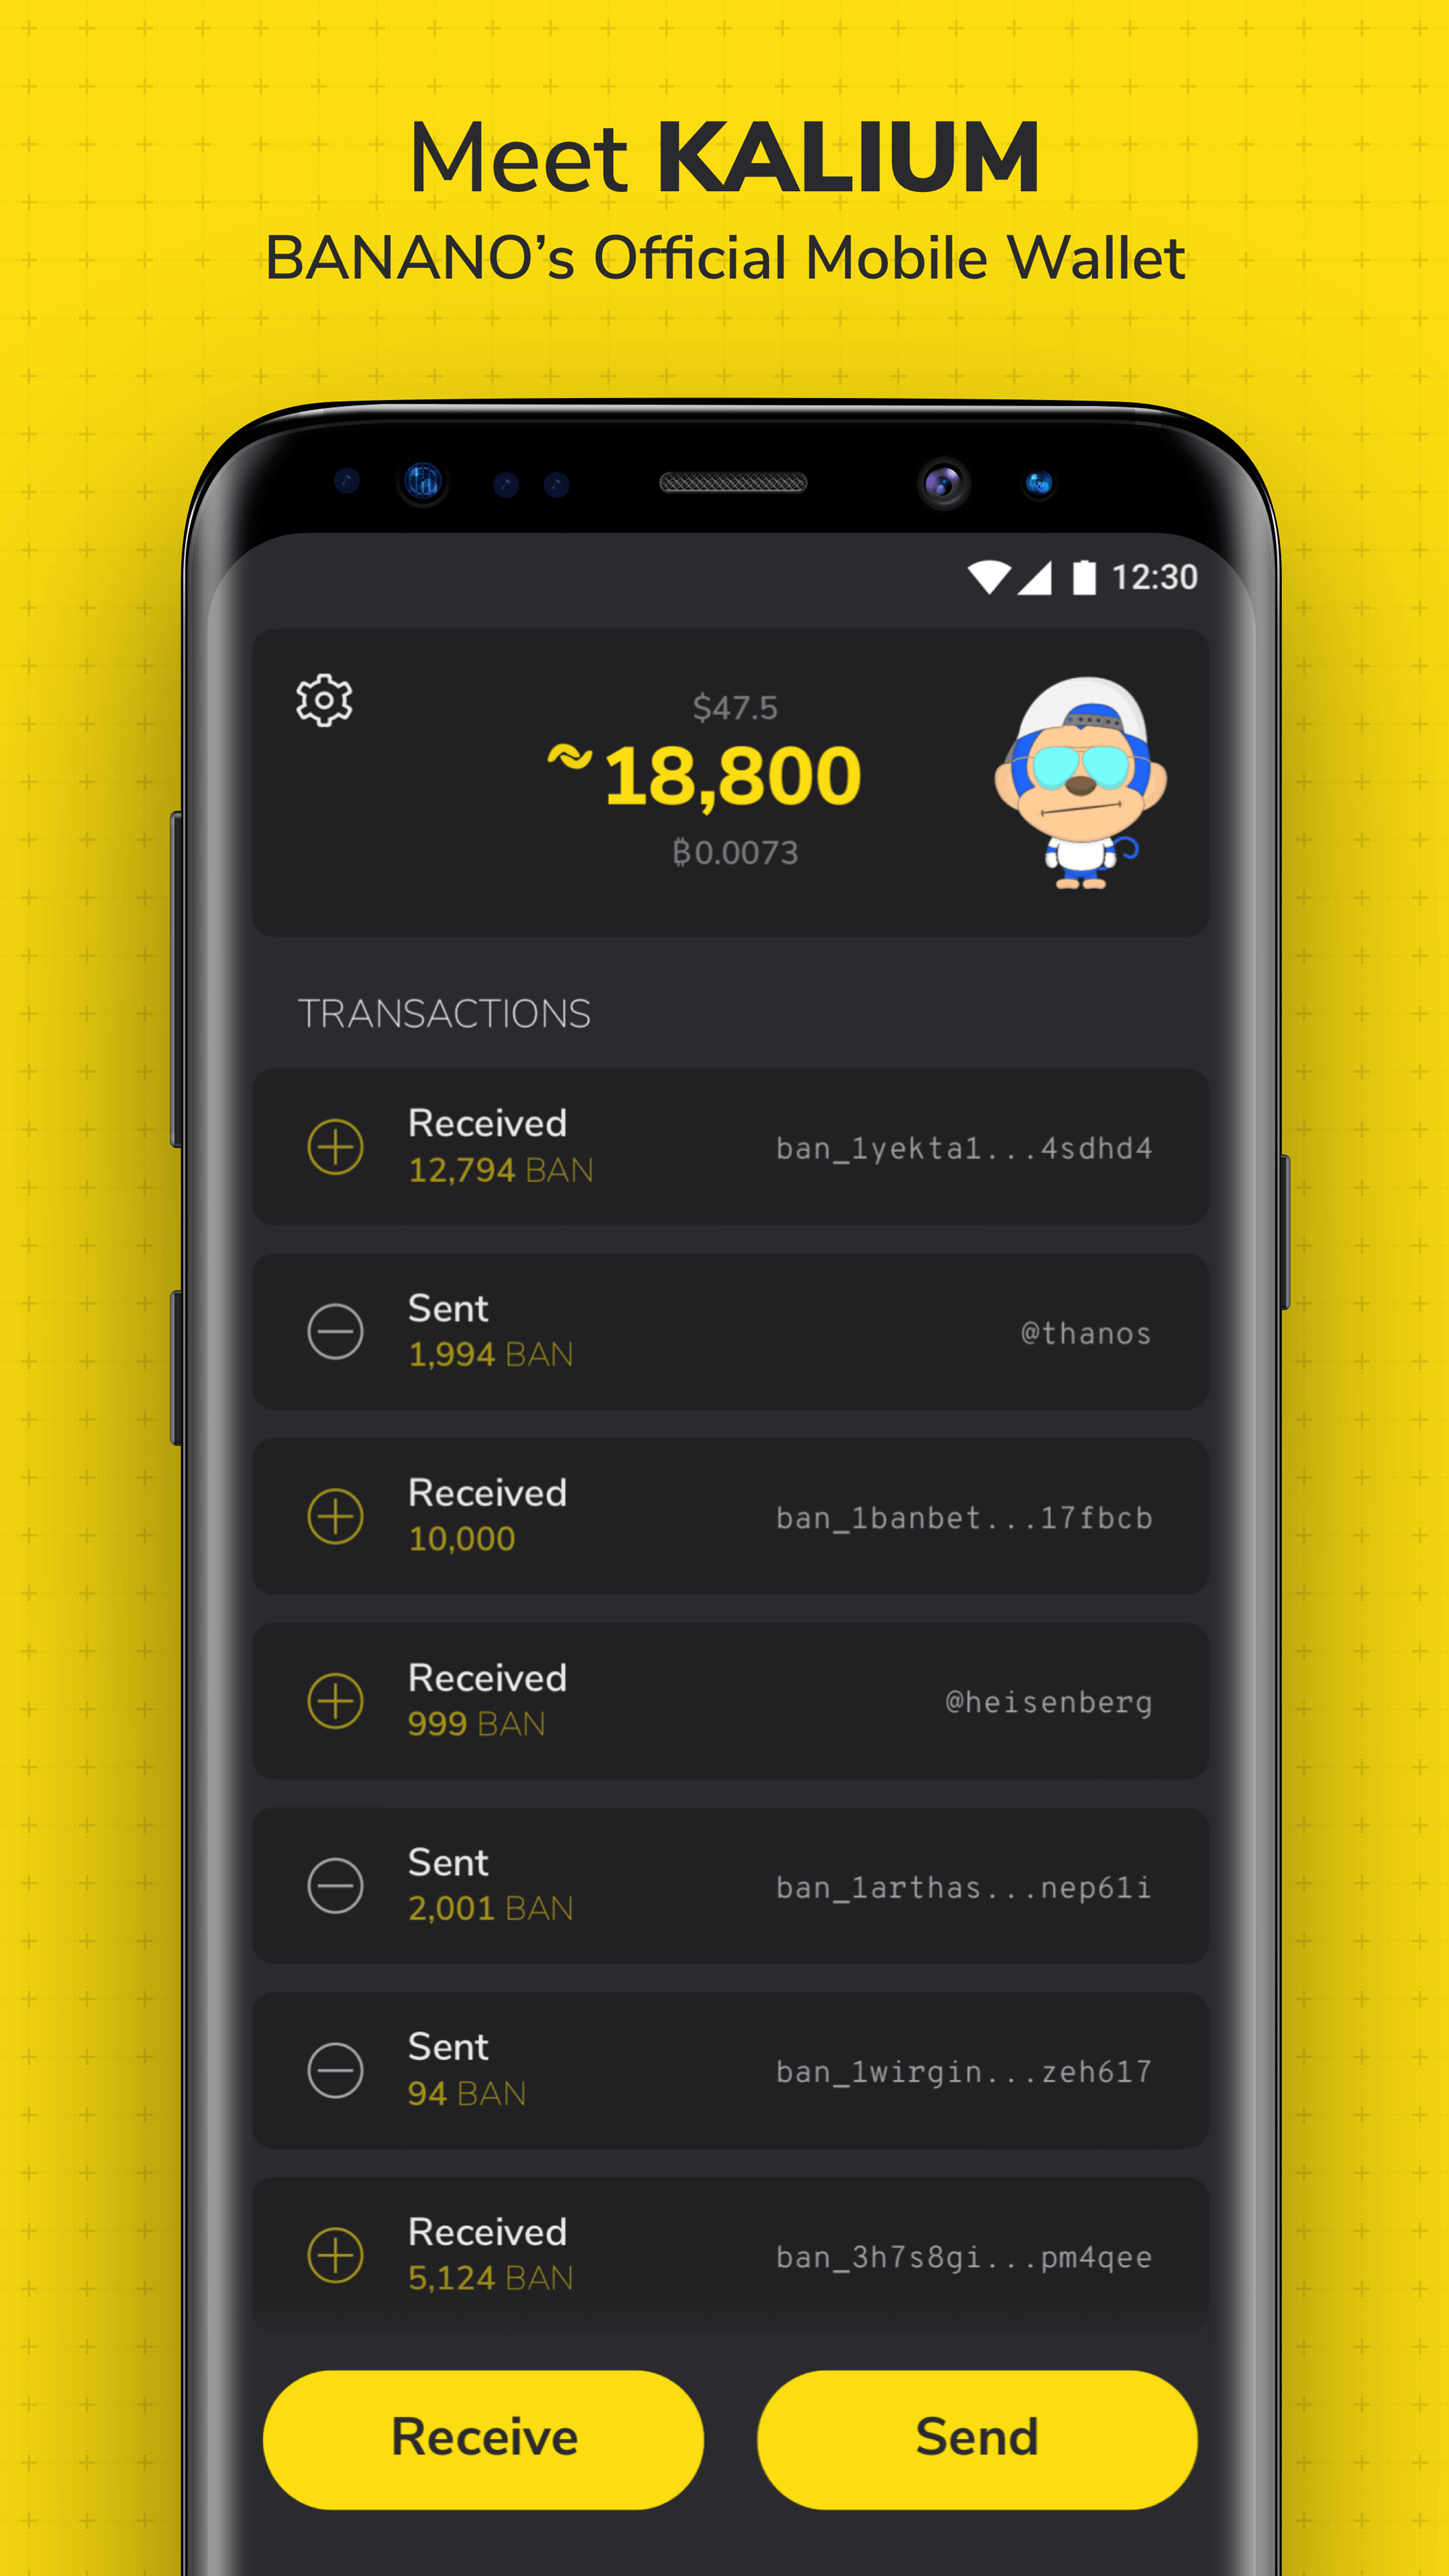 Meet KALIUM
BANANO’s Official Mobile Wallet
12:30
$47.5
18,800
฿0.0073
TRANSACTIONS
Received
12,794 BAN
ban_1yekta1...4sdhd4
Sent
1,994 BAN
@thanos
Received
10,000
ban_1banbet...17fbcb
Received
999 BAN
@heisenberg
Sent
2,001 BAN
ban_1arthas...nep61i
Sent
94 BAN
ban_1wirgin...zeh617
Received
5,124 BAN
ban_3h7s8gi...pm4qee
Receive
Send